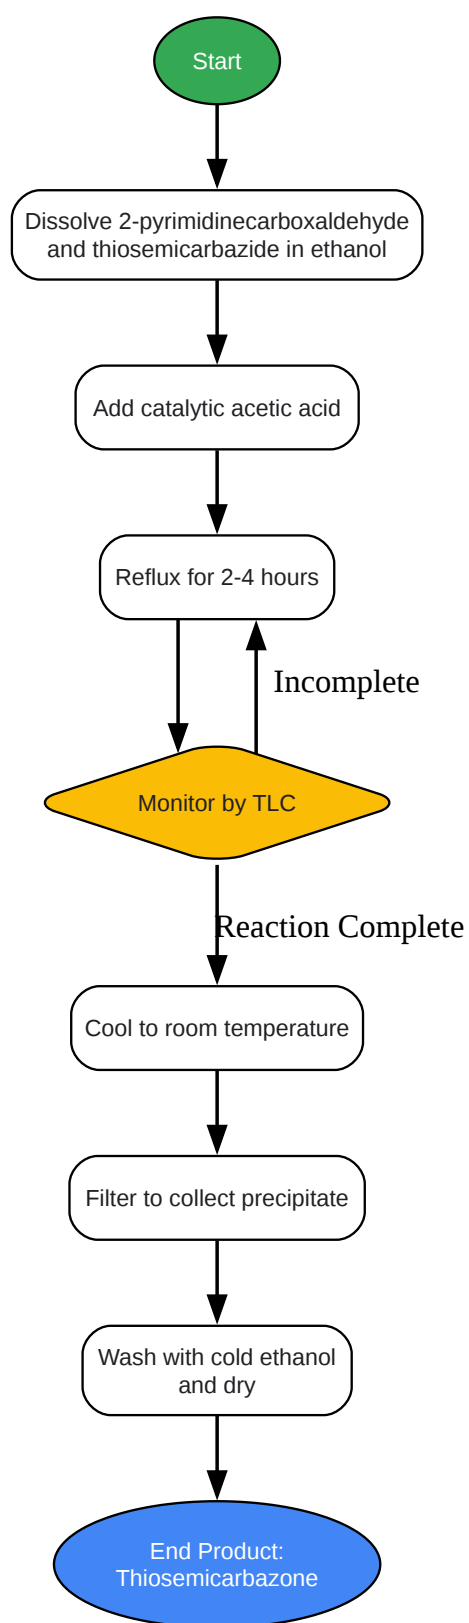 Start
Dissolve 2-pyrimidinecarboxaldehyde
and thiosemicarbazide in ethanol
Add catalytic acetic acid
Reflux for 2-4 hours
Incomplete
Monitor by TLC
Reaction Complete
Cool to room temperature
Filter to collect precipitate
Wash with cold ethanol
and dry
End Product:
Thiosemicarbazone